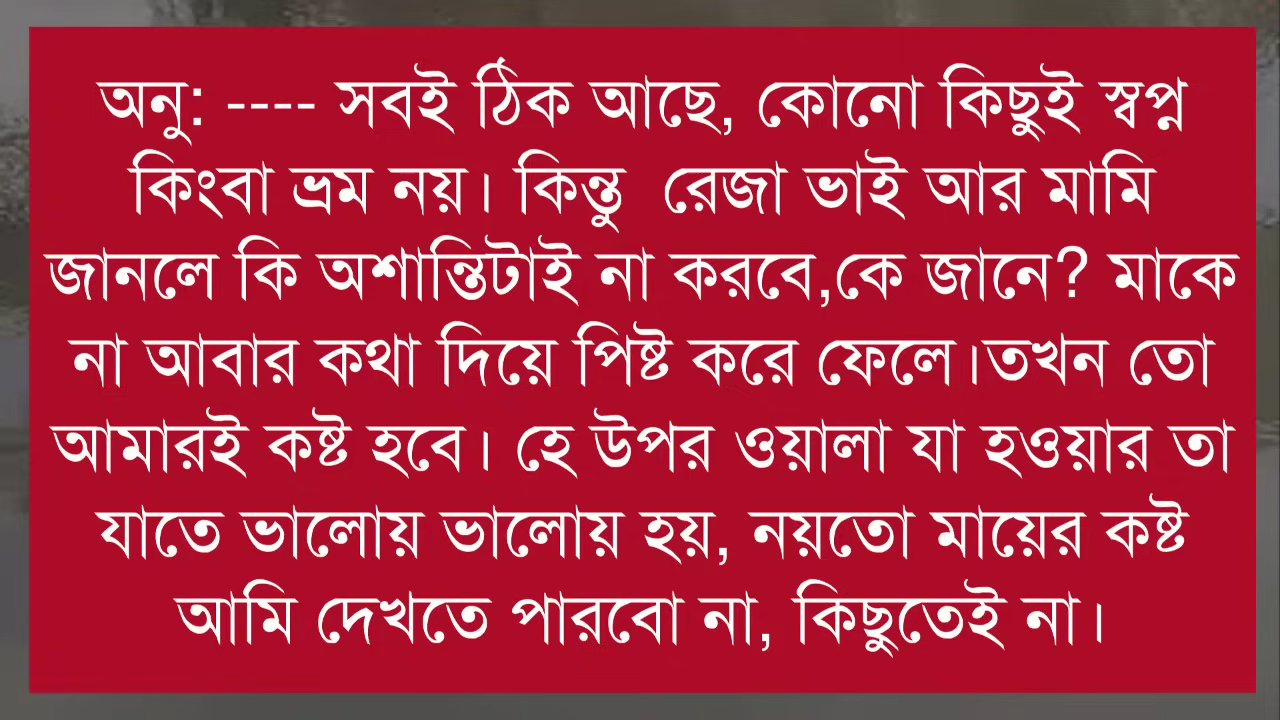 অনু: ---- সবই ঠিক আছে, কোনো কিছুই স্বপ্ন
কিংবা ভ্রম নয়। কিন্তু  রেজা ভাই আর মামি
জানলে কি অশান্তিটাই না করবে,কে জানে? মাকে
না আবার কথা দিয়ে পিষ্ট করে ফেলে।তখন তো
আমারই কষ্ট হবে। হে উপর ওয়ালা যা হওয়ার তা
যাতে ভালোয় ভালোয় হয়, নয়তো মায়ের কষ্ট
আমি দেখতে পারবো না, কিছুতেই না।